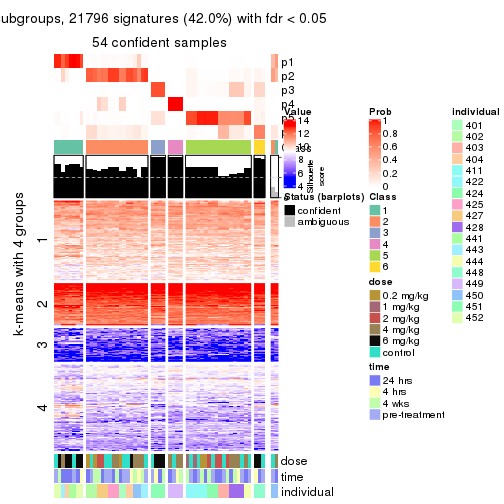 ubgroups, 21796 signatures (42.0%) with fdr < 0.05
54 confident samples
p1
p2
p3
p4
k-means with 4 groups
1
2
3
4
Value
14
12
10
8
6
4
Silhouette score
Status (barplots)
confident
ambiguous
Prob
1
0.8
0.6
0.4
0.2
0
Class
1
2
3
4
5
6
dose
0.2 mg/kg
1 mg/kg
2 mg/kg
4 mg/kg
6 mg/kg
control
time
24 hrs
4 hrs
4 wks
pre-treatment
Individual
401
402
403
404
411
422
424
425
427
428
441
443
444
448
449
450
451
452
dose
time
individual